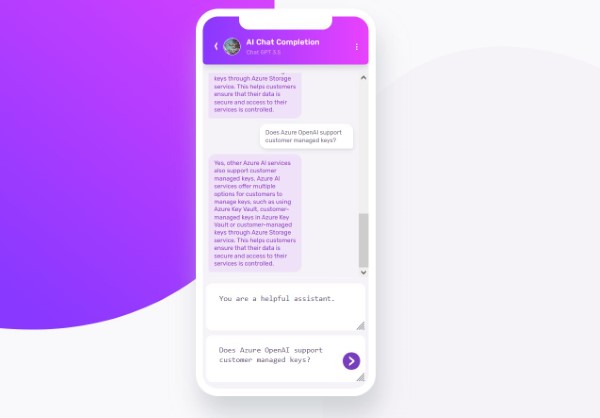 AI Chat Completion
Chat GPT 3.5
keys through Azure Storage
service. This helps customers
ensure that their data is
secure and access to their
services is controlled.
Does Azure OpenAI support
customer managed keys?
Yes, other Azure AI services
also support customer
managed keys. Azure AI
services offer multiple
options for customers to
manage keys, such as using
Azure Key Vault, customer-
managed keys in Azure Key
Vault or customer-managed
keys through Azure Storage
service. This helps customers
ensure that their data is
secure and access to their
services is controlled.
You are a helpful assistant.
Does Azure OpenAI support
customer managed keys?